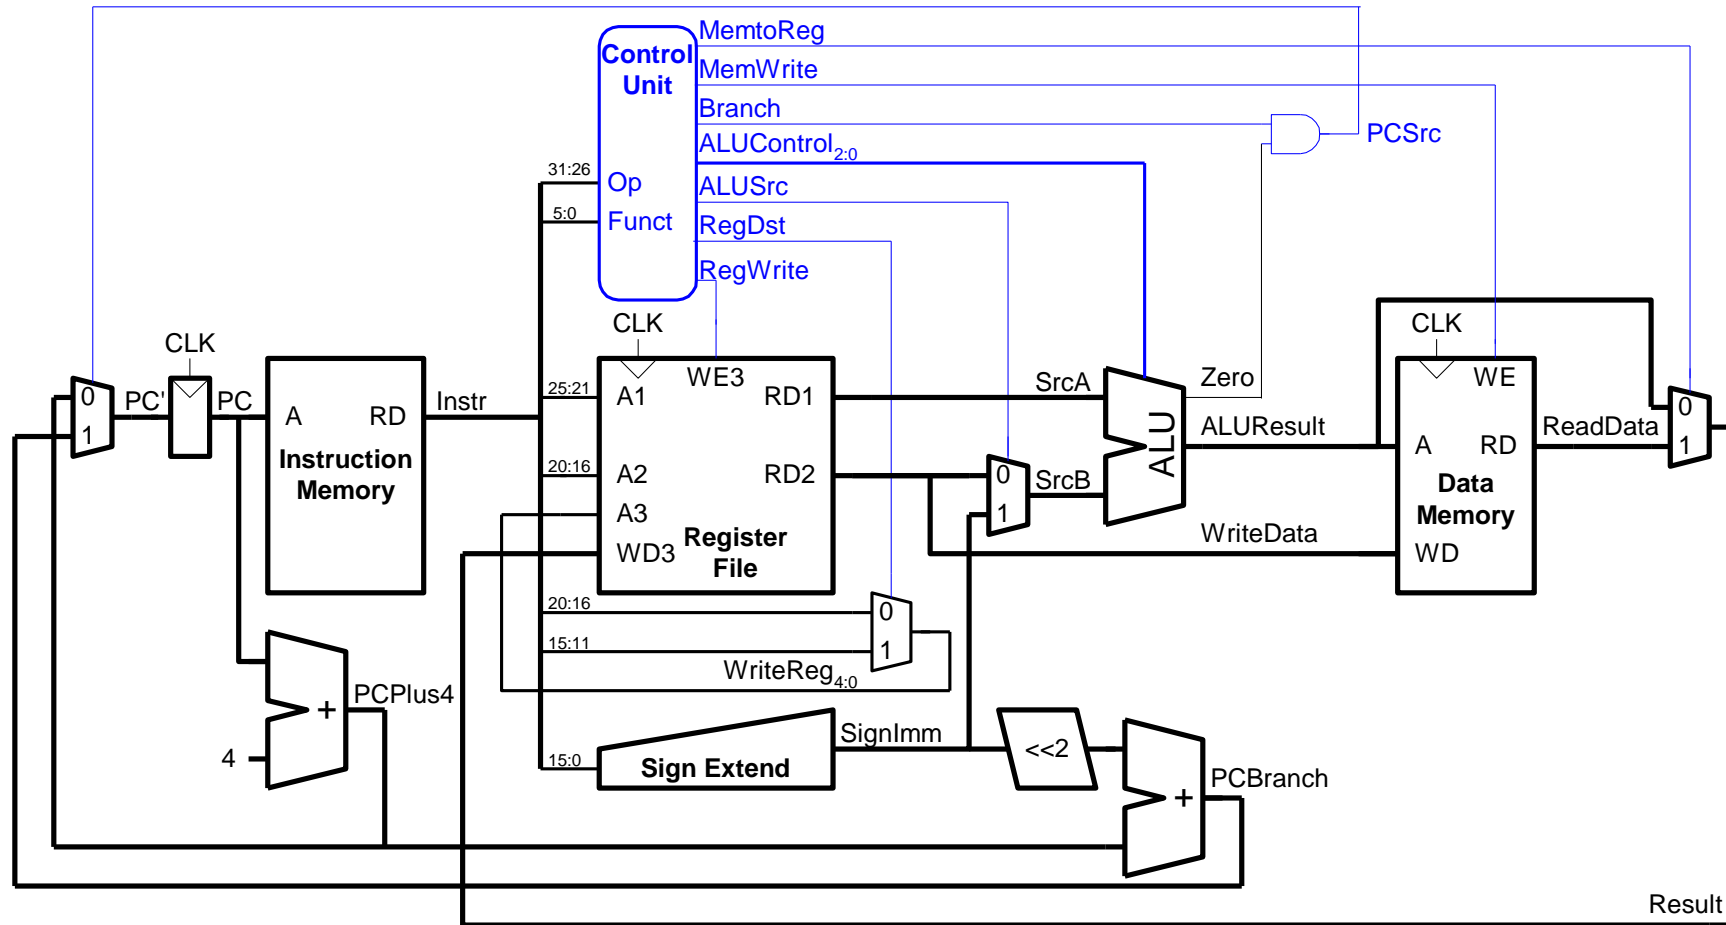 MemtoReg
Control
Unit
MemWrite
Branch
ALUControl2:0
PCSrc
31:26
Op
ALUSrc
5:0
Funct
RegDst
RegWrite
CLK
CLK
CLK
WE3
WE
0
1
PC'
PC
A
RD
Instr
Instruction
Memory
25:21
A1
RD1
20:16
A2
RD2
A3
WD3
Register
File
SrcA
0
1
SrcB
ALU
Zero
ALUResult
WriteData
A
RD
Data
Memory
WD
ReadData
0
1
20:16
0
15:11
1
WriteReg4:0
PCPlus4
+
4
SignImm
15:0
Sign Extend
<<2
+
PCBranch
Result